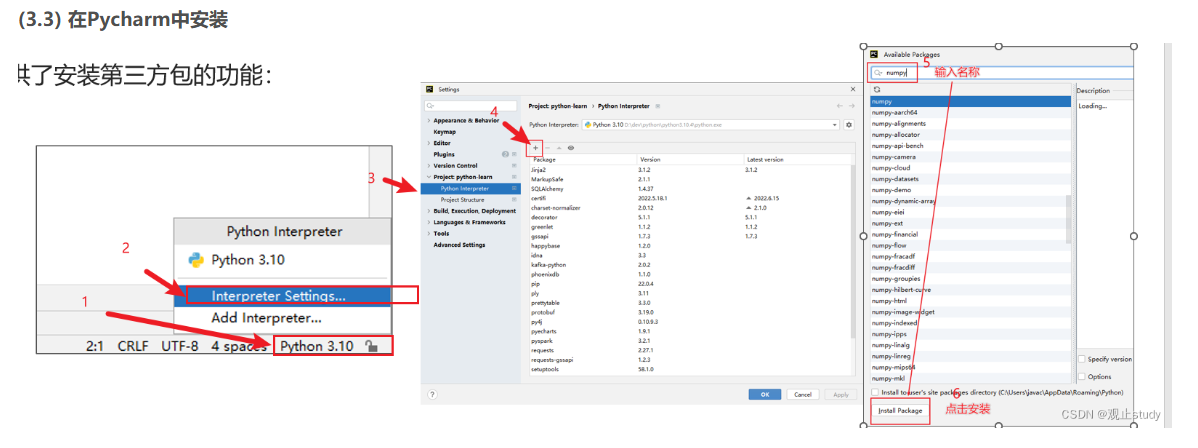 (3.3) 在Pycharm中安装
供了安装第三方包的功能：
1
2
3
4
5
6
Python Interpreter
Python 3.10
Interpreter Settings...
Add Interpreter...
2:1 CRLF UTF-8 4 spaces Python 3.10
Settings
Appearance & Behavior
Keymap
Editor
Plugins
Version Control
Project: python-learn
Python Interpreter
Project Structure
Build, Execution, Deployment
Languages & Frameworks
Tools
Advanced Settings
Project: python-learn > Python Interpreter
Python Interpreter: Python 3.10 D:\dev\python\python3.10.4\python.exe
Package Version Latest version
Jinja2 3.1.2 3.1.2
MarkupSafe 2.1.1
SQLAlchemy 1.4.37
certifi 2022.5.18.1 2022.6.15
charset-normalizer 2.0.12 2.1.0
decorator 5.1.1 5.1.1
greenlet 1.1.2 1.1.2
gssapi 1.7.3 1.7.3
happybase 1.2.0
idna 3.3
kafka-python 2.0.2
phoenixdb 1.1.0
pip 22.0.4
ply 3.11
prettytable 3.3.0
protobuf 3.19.0
py4j 0.10.9.3
pyecharts 1.9.1
pyspark 3.2.1
requests 2.27.1
requests-gssapi 1.2.3
setuptools 58.1.0
?
OK Cancel Apply
Available Packages
numpy
输入名称
numpy
numpy-aarch64
numpy-alignments
numpy-allocator
numpy-api-bench
numpy-camera
numpy-cloud
numpy-datasets
numpy-demo
numpy-dynamic-array
numpy-eiei
numpy-ext
numpy-financial
numpy-flow
numpy-fracadf
numpy-fracdiff
numpy-groupies
numpy-hilbert-curve
numpy-html
numpy-image-widget
numpy-indexed
numpy-ipps
numpy-linalg
numpy-linreg
numpy-mips64
numpy-mkl
Description
Loading...
Specify version
Options
Install to user's site packages directory (C:\Users\javac\AppData\Roaming\Python)
Install Package
点击安装
CSDN @观止study